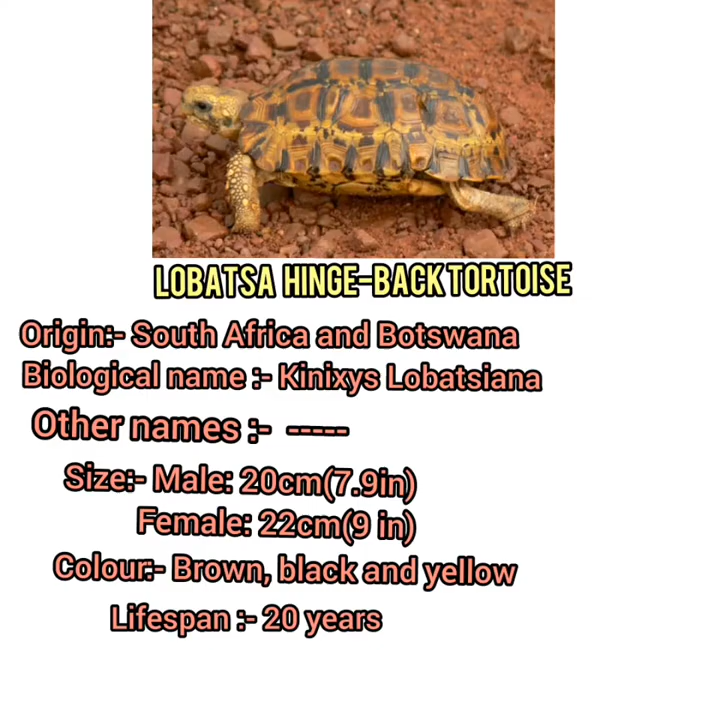 LOBATSA HINGE-BACK TORTOISE
Origin:- South Africa and Botswana
Biological name :- Kinixys Lobatsiana
Other names :- -----
Size:- Male: 20cm(7.9in)
Female: 22cm(9 in)
Colour:- Brown, black and yellow
Lifespan :- 20 years